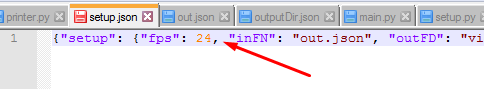 printer.py setup.json out.json outputDir.json main.py setup.py
1 {"setup": {"fps": 24, "inFN": "out.json", "outFD": "vi